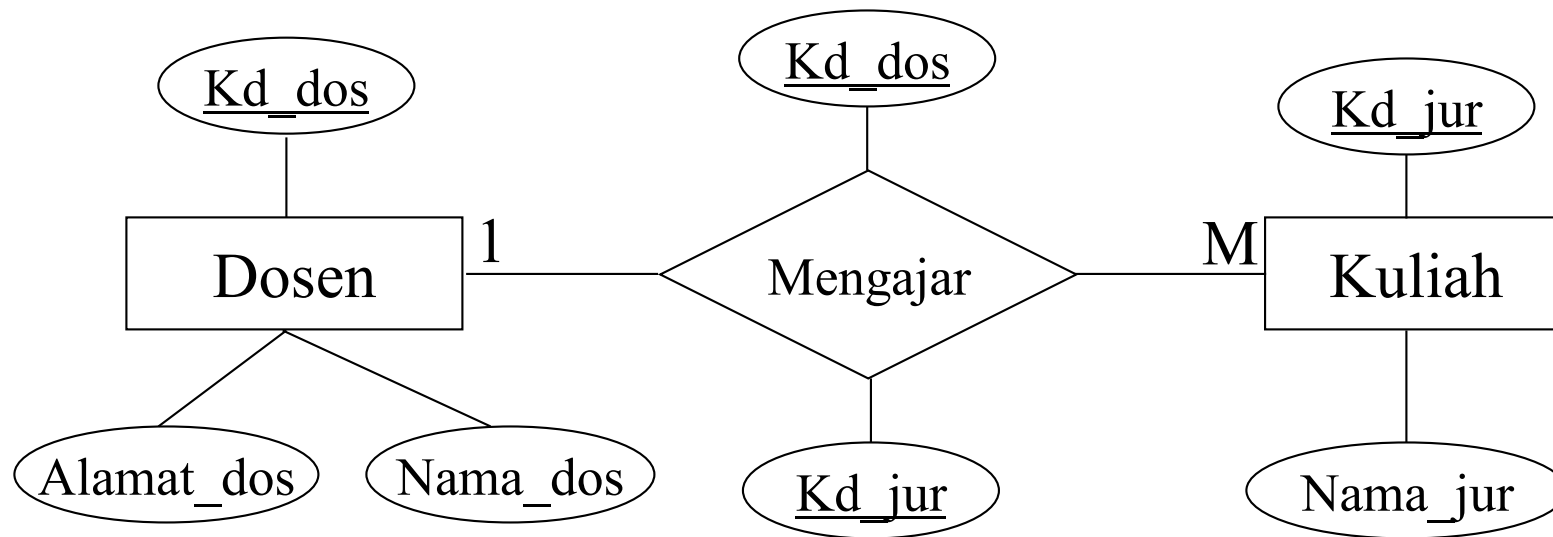 Kd_dos
Kd_dos
Kd_jur
Dosen
1
Mengajar
M
Kuliah
Alamat_dos
Nama_dos
Kd_jur
Nama_jur